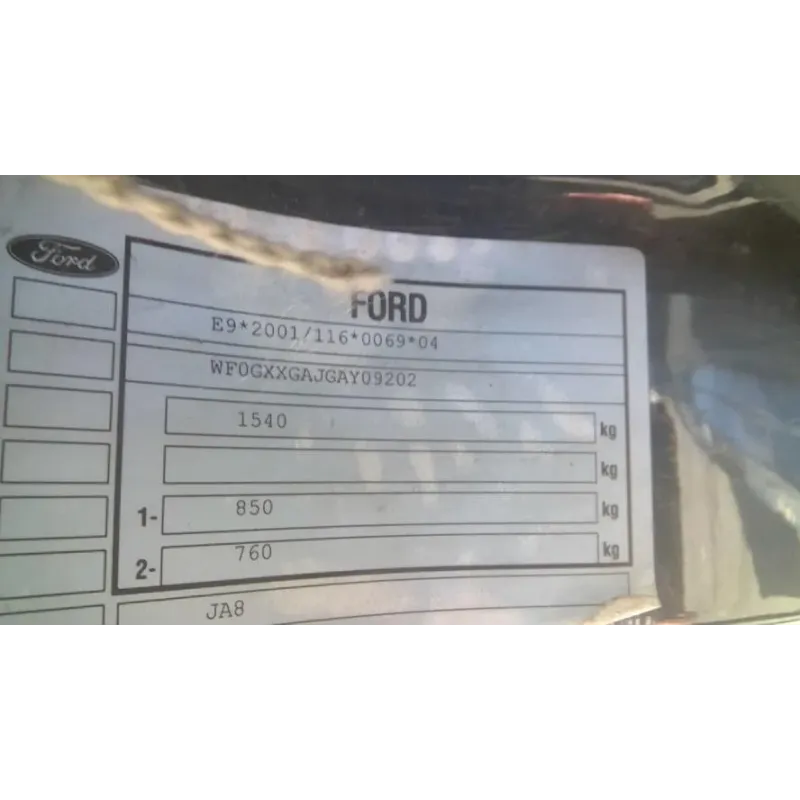 Ford
FORD
E9*2001/116*0069*04
WF0GXXGAJGAY09202
1540 kg
kg
1- 850 kg
2- 760 kg
JA8